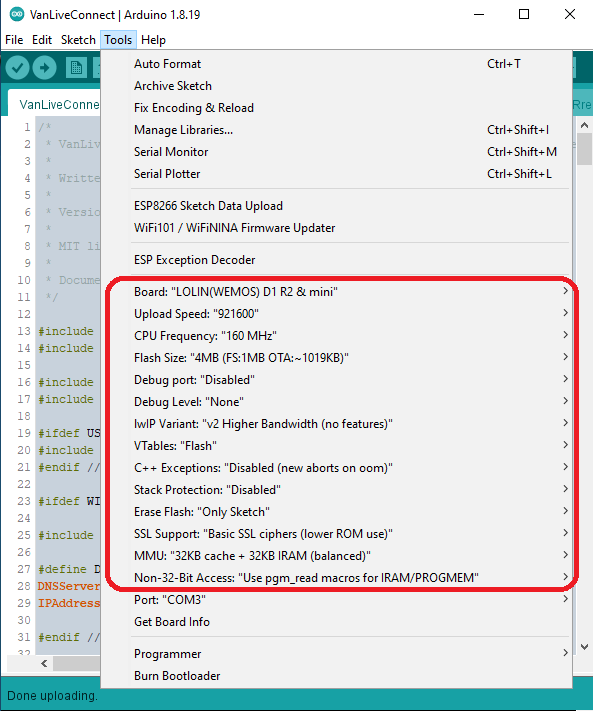 VanLiveConnect | Arduino 1.8.19
File Edit Sketch Tools Help
Auto Format Ctrl+T
Archive Sketch
Fix Encoding & Reload
Manage Libraries... Ctrl+Shift+I
Serial Monitor Ctrl+Shift+M
Serial Plotter Ctrl+Shift+L
ESP8266 Sketch Data Upload
WiFi101 / WiFiNINA Firmware Updater
ESP Exception Decoder
Board: "LOLIN(WEMOS) D1 R2 & mini"
Upload Speed: "921600"
CPU Frequency: "160 MHz"
Flash Size: "4MB (FS:1MB OTA:~1019KB)"
Debug port: "Disabled"
Debug Level: "None"
lwIP Variant: "v2 Higher Bandwidth (no features)"
VTables: "Flash"
C++ Exceptions: "Disabled (new aborts on oom)"
Stack Protection: "Disabled"
Erase Flash: "Only Sketch"
SSL Support: "Basic SSL ciphers (lower ROM use)"
MMU: "32KB cache + 32KB IRAM (balanced)"
Non-32-Bit Access: "Use pgm_read macros for IRAM/PROGMEM"
Port: "COM3"
Get Board Info
Programmer
Burn Bootloader
VanLiveConne
Rre
1 /*
2 * VanLiv
3 *
4 * Writte
5 *
6 * Versio
7 *
8 * MIT li
9 *
10 * Docume
11 */
12
13 #include
14 #include
15
16 #include
17 #include
18
19 #ifdef US
20 #include
21 #endif //
22
23 #ifdef WI
24
25 #include
26
27 #define D
28 DNSServer
29 IPAddress
30
31 #endif //
32
Done uploading.